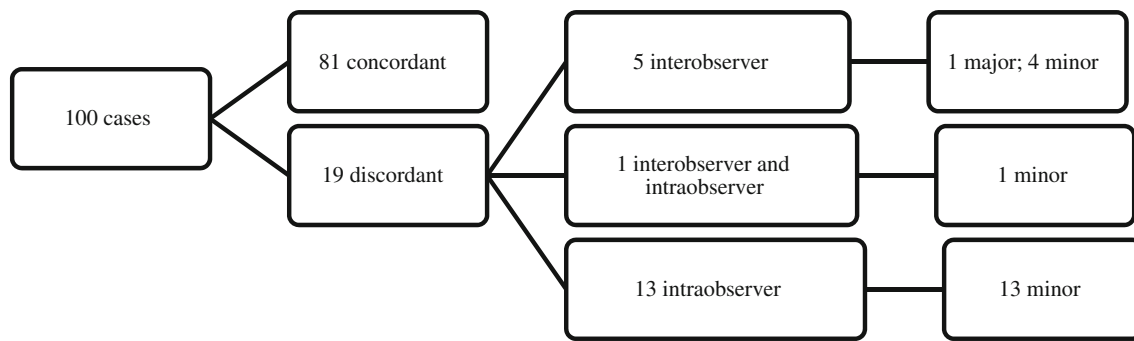 100 cases
81 concordant
19 discordant
5 interobserver
1 major; 4 minor
1 interobserver and
intraobserver
1 minor
13 intraobserver
13 minor